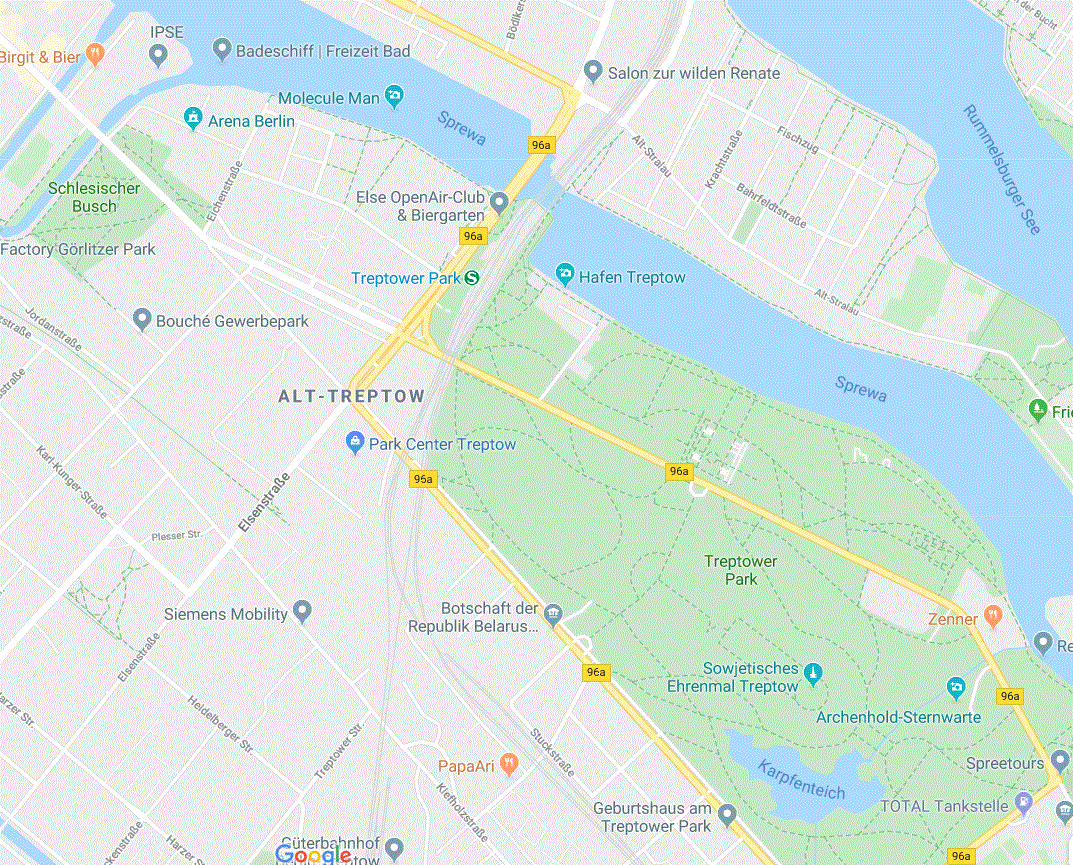 IPSE
der Bucht
Birgit & Bier
Badeschiff | Freizeit Bad
Salon zur wilden Renate
Molecule Man
Arena Berlin
Sprewa
96a
Alt-Stralau
Krachtstraße
Fischzug
Rummelsburger See
Schlesischer
Busch
Eichenstraße
Else OpenAir-Club
& Biergarten
Bahrfeldtstraße
96a
Factory Görlitzer Park
Treptower Park
S
Hafen Treptow
Alt-Stralau
Bouché Gewerbepark
Jordanstraße
Sprewa
ALT-TREPTOW
Park Center Treptow
96a
96a
Karl-Kunger-Straße
Elsenstraße
Plesser Str.
Treptower
Park
Siemens Mobility
Botschaft der
Republik Belarus...
Zenner
Elsenstraße
96a
Sowjetisches
Ehrenmal Treptow
Archenhold-Sternwarte
96a
Harzer Str.
Heidelberger Str.
Treptower Str.
Stuckstraße
PapaAri
Spreetours
Karpfenteich
Kiefholzstraße
Geburtshaus am
Treptower Park
TOTAL Tankstelle
Harzer
Güterbahnhof
Google
96a